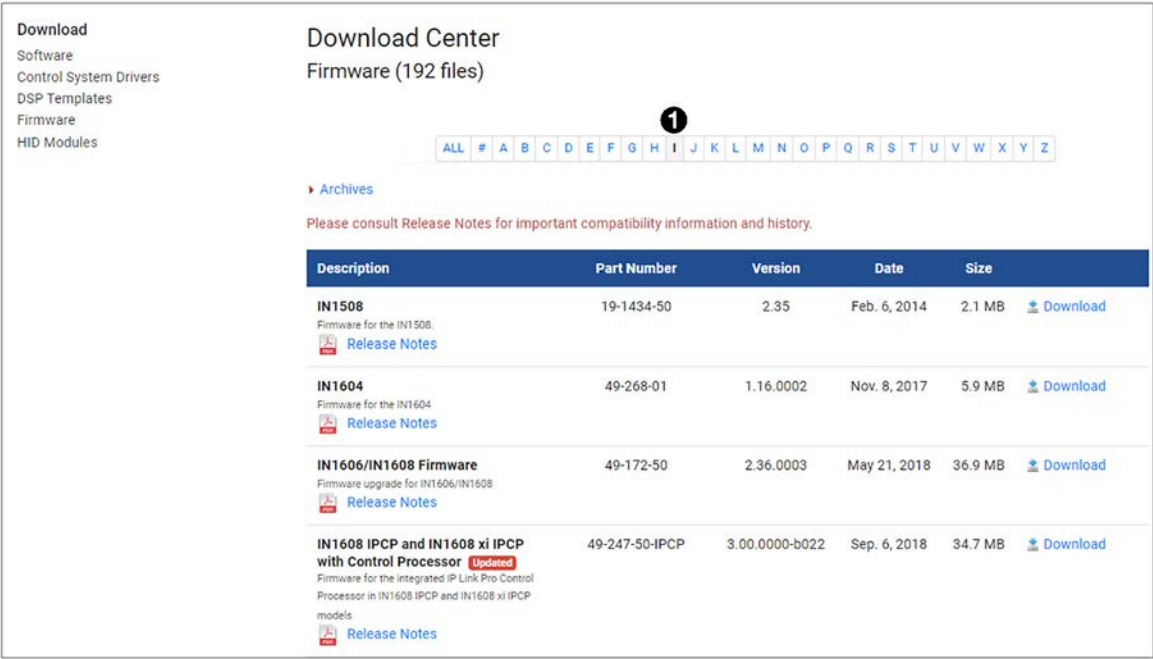 Download
Software
Control System Drivers
DSP Templates
Firmware
HID Modules
Download Center
Firmware (192 files)
1
ALL # A B C D E F G H I J K L M N O P Q R S T U V W X Y Z
Archives
Please consult Release Notes for important compatibility information and history.
Description Part Number Version Date Size
IN1508 19-1434-50 2.35 Feb. 6, 2014 2.1 MB Download
Firmware for the IN1508.
Release Notes
IN1604 49-268-01 1.16.0002 Nov. 8, 2017 5.9 MB Download
Firmware for the IN1604
Release Notes
IN1606/IN1608 Firmware 49-172-50 2.36.0003 May 21, 2018 36.9 MB Download
Firmware upgrade for IN1606/IN1608
Release Notes
IN1608 IPCP and IN1608 xi IPCP 49-247-50-IPCP 3.00.0000-b022 Sep. 6, 2018 34.7 MB Download
with Control Processor Updated
Firmware for the integrated IP Link Pro Control
Processor in IN1608 IPCP and IN1608 xi IPCP
models
Release Notes